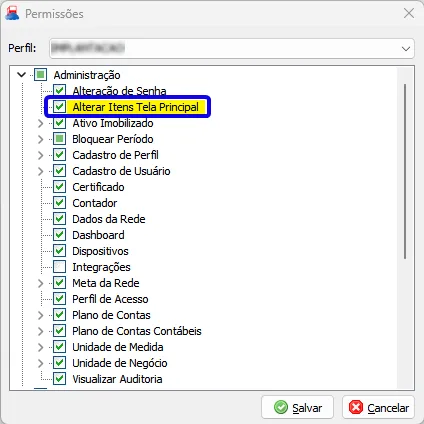 Permissões
Perfil:
Administração
Alteração de Senha
Alterar Itens Tela Principal
Ativo Imobilizado
Bloquear Período
Cadastro de Perfil
Cadastro de Usuário
Certificado
Contador
Dados da Rede
Dashboard
Dispositivos
Integrações
Meta da Rede
Perfil de Acesso
Plano de Contas
Plano de Contas Contábeis
Unidade de Medida
Unidade de Negócio
Visualizar Auditoria
Salvar
Cancelar